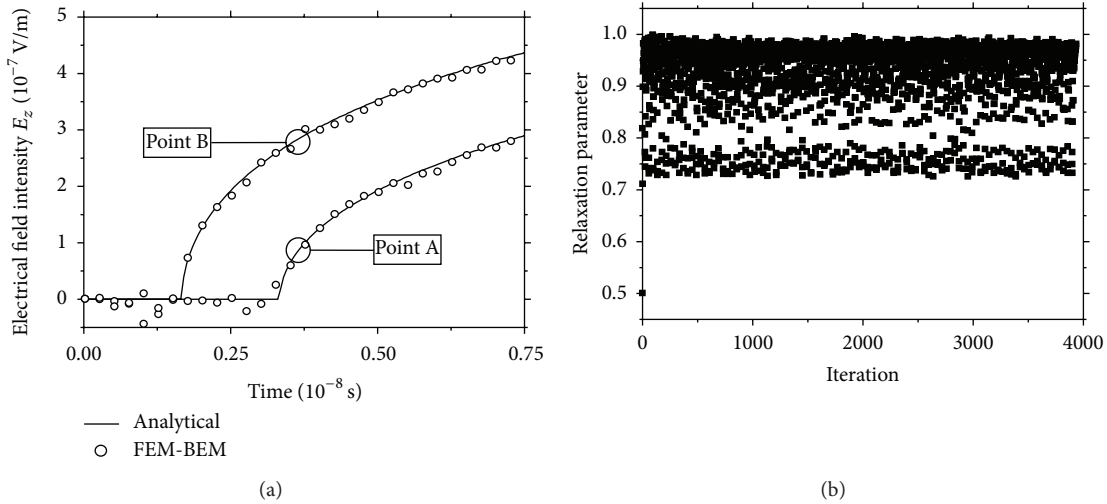 5
4
3
2
1
0
Electrical field intensity E_z (10^−7 V/m)
Point B
Point A
0.00
0.25
0.50
0.75
Time (10^−8 s)
Analytical
FEM-BEM
(a)
1.0
0.9
0.8
0.7
0.6
0.5
Relaxation parameter
0
1000
2000
3000
4000
Iteration
(b)